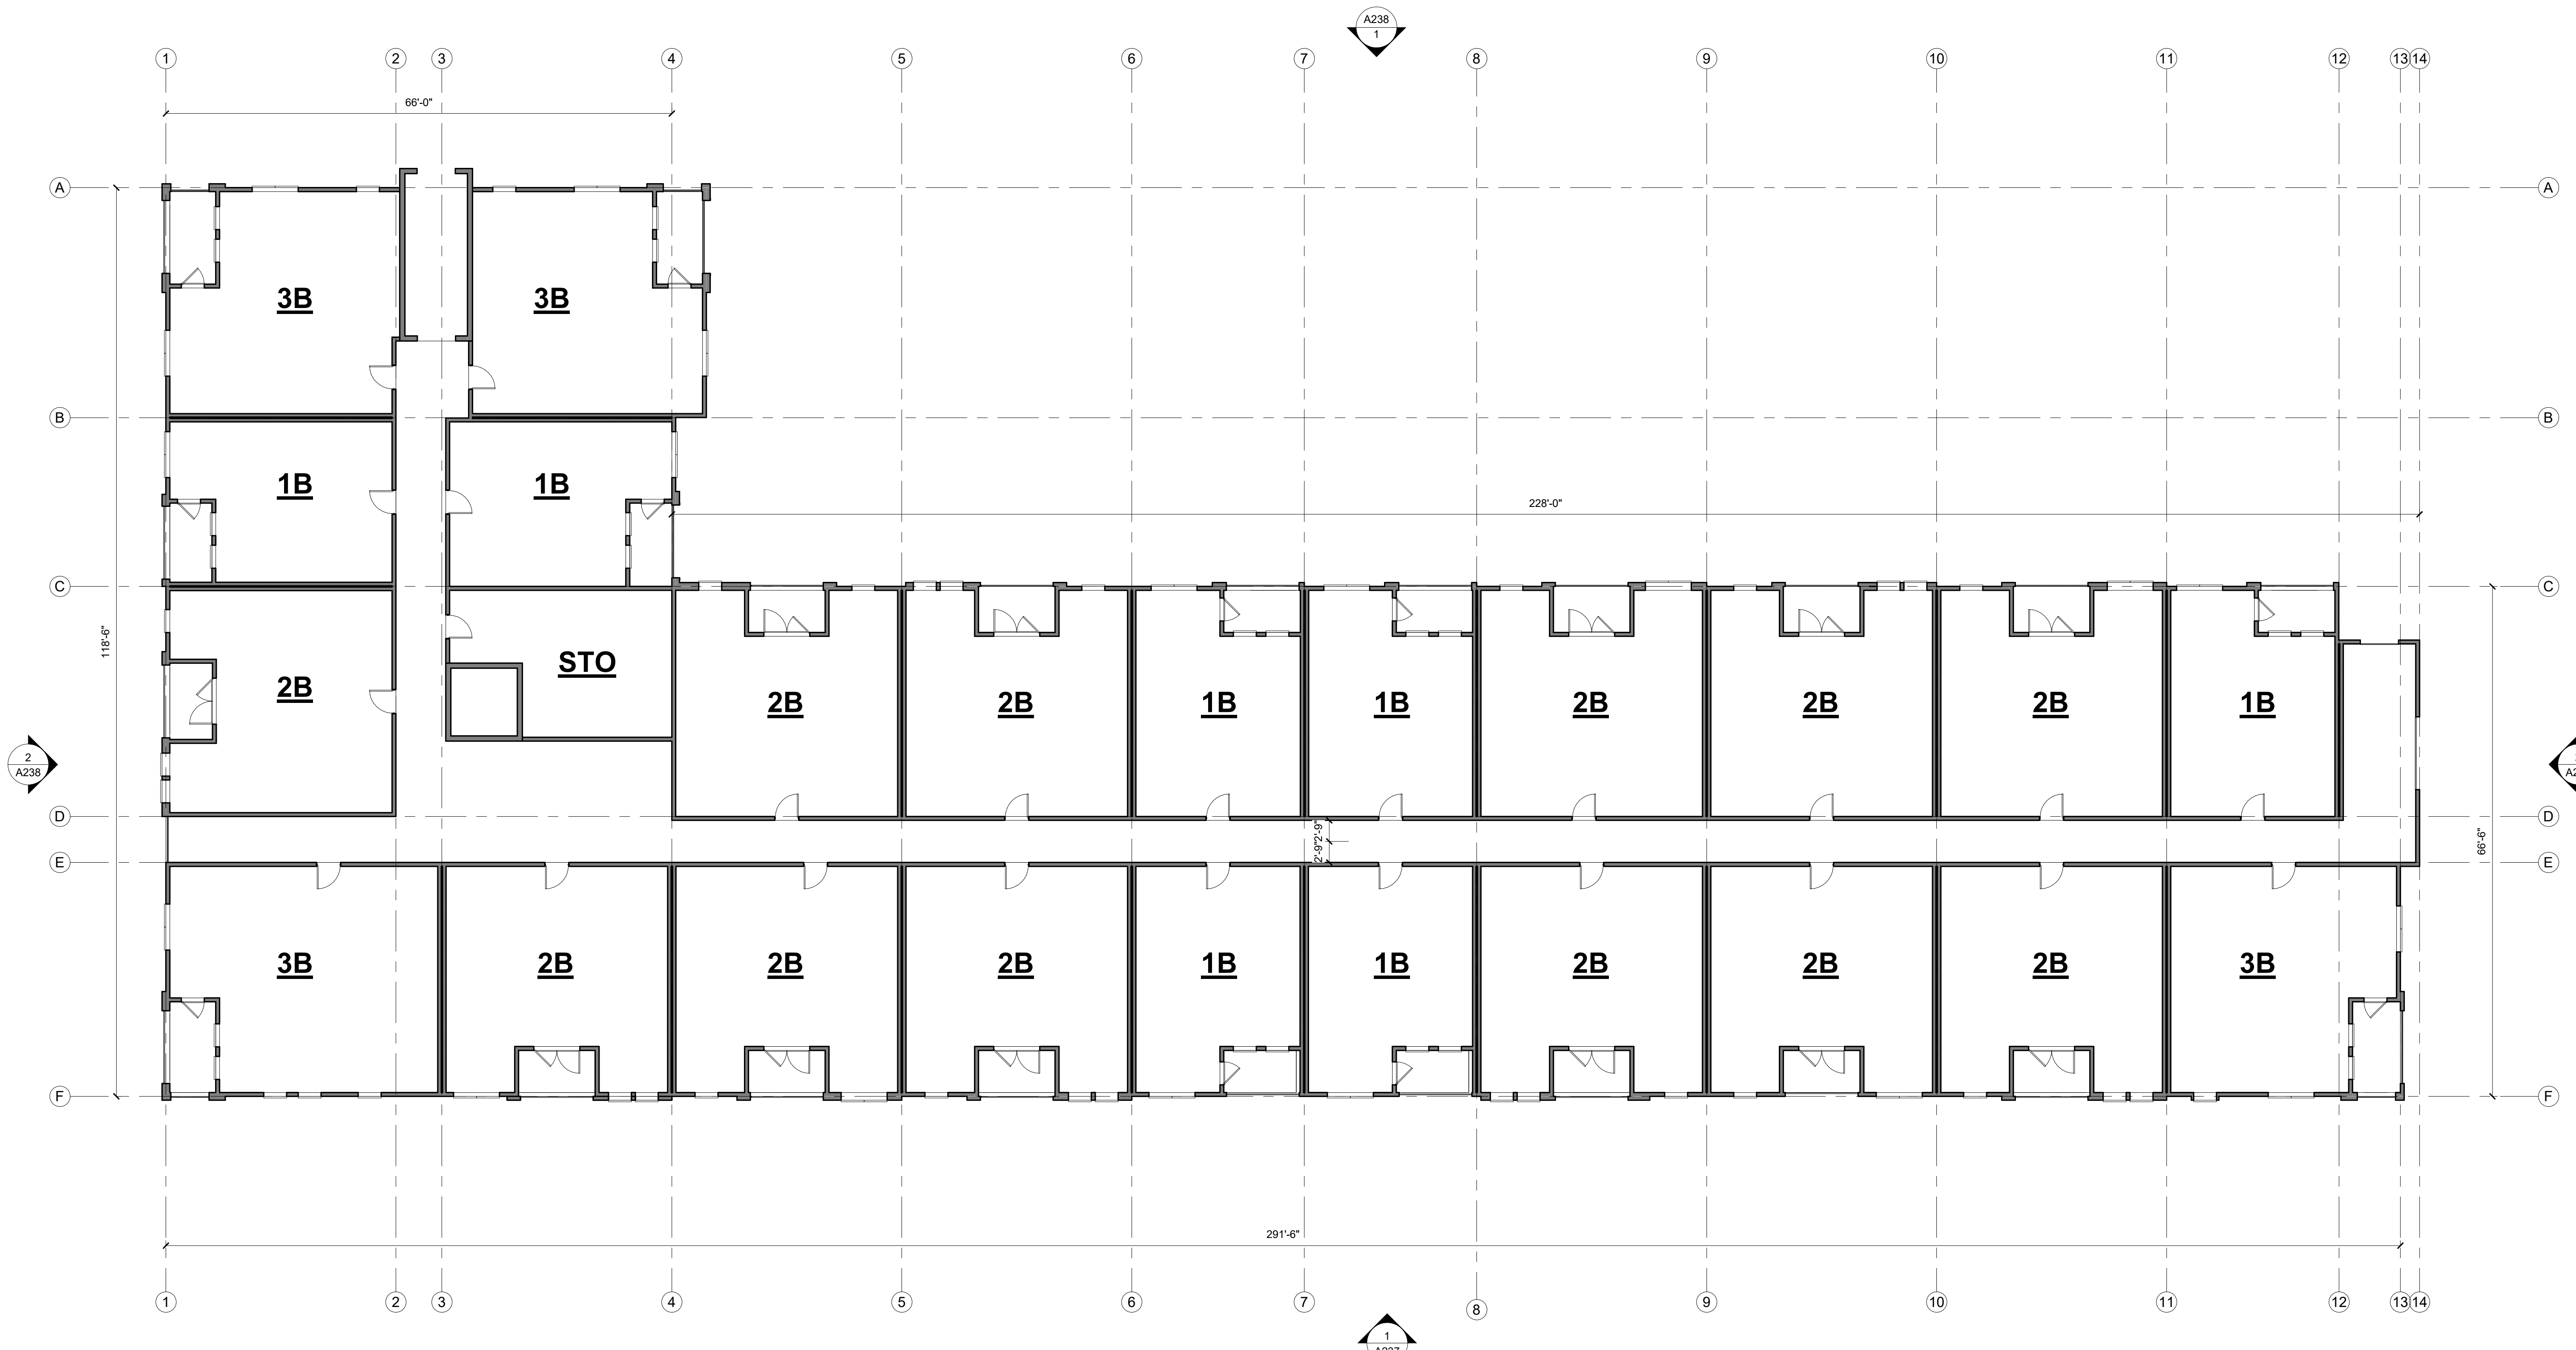 A238
1
1 2 3 4 5 6 7 8 9 10 11 12 13 14
66'-0"
A A
3B 3B
B B
1B 1B
228'-0"
C C
118'-6"
STO
2B 2B 2B 1B 1B 2B 2B 2B 1B
2
A238
D D
2'-9" 2'-9"
66'-6"
E E
3B 2B 2B 2B 1B 1B 2B 2B 2B 3B
F F
291'-6"
1 2 3 4 5 6 7 8 9 10 11 12 13 14
1